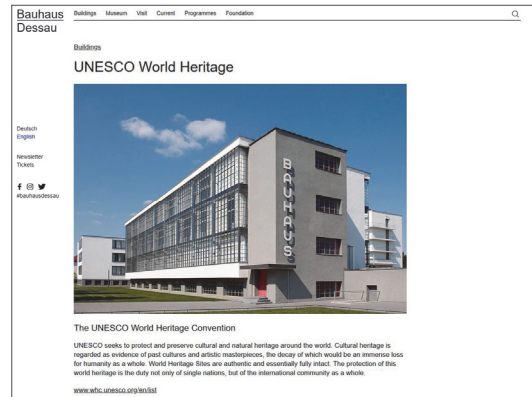 Bauhaus
Dessau
Buildings Museum Visit Current Programmes Foundation
Buildings
UNESCO World Heritage
Deutsch
English
Newsletter
Tickets
#bauhausdessau
BAUHAUS
The UNESCO World Heritage Convention
UNESCO seeks to protect and preserve cultural and natural heritage around the world. Cultural heritage is
regarded as evidence of past cultures and artistic masterpieces, the decay of which would be an immense loss
for humanity as a whole. World Heritage Sites are authentic and essentially fully intact. The protection of this
world heritage is the duty not only of single nations, but of the international community as a whole.
www.whc.unesco.org/en/list